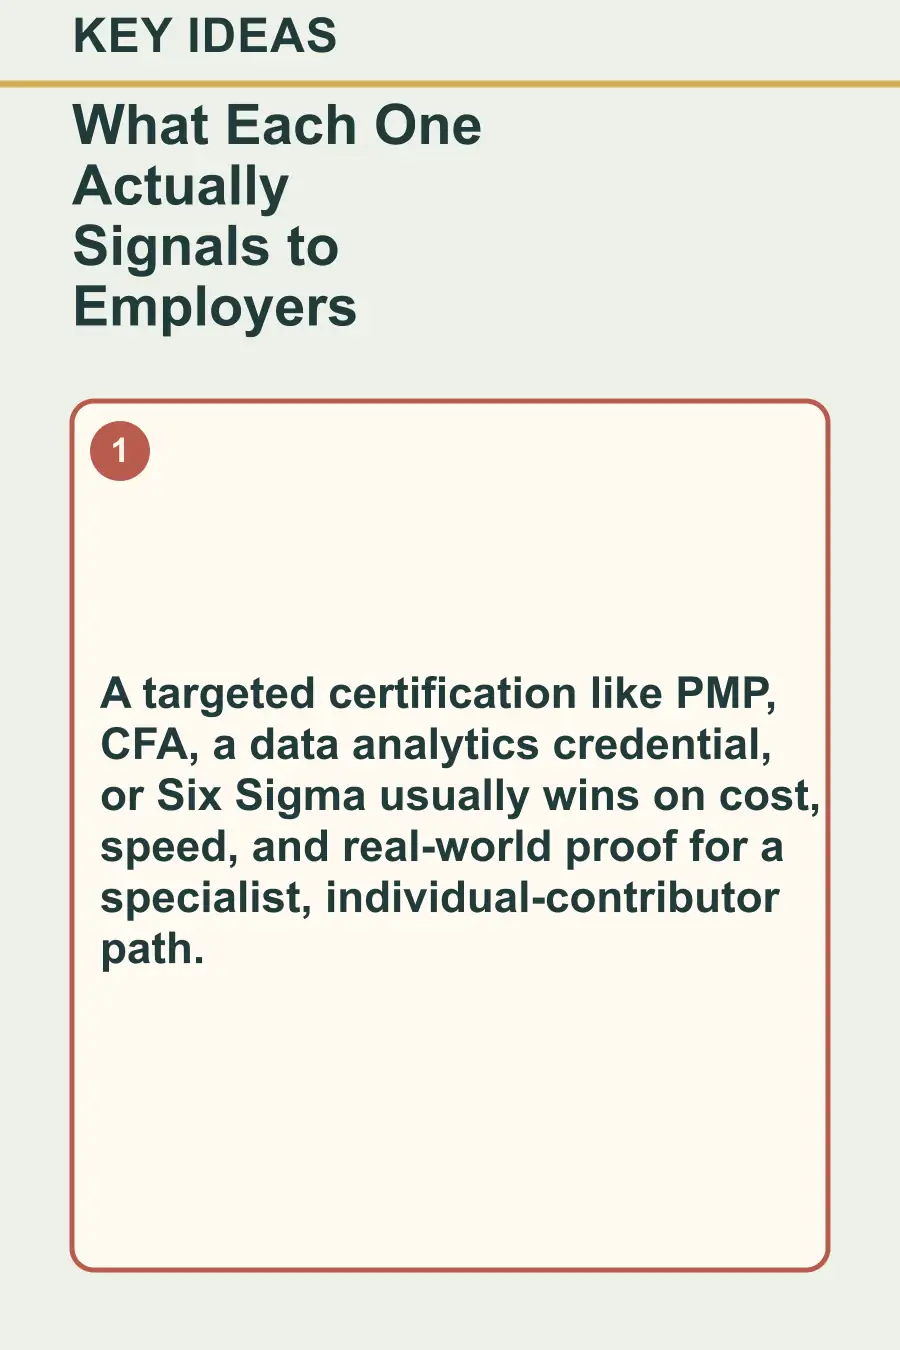 KEY IDEAS
What Each One
Actually
Signals to
Employers
1
A targeted certification like PMP,
CFA, a data analytics credential,
or Six Sigma usually wins on cost,
speed, and real-world proof for a
specialist, individual-contributor
path.